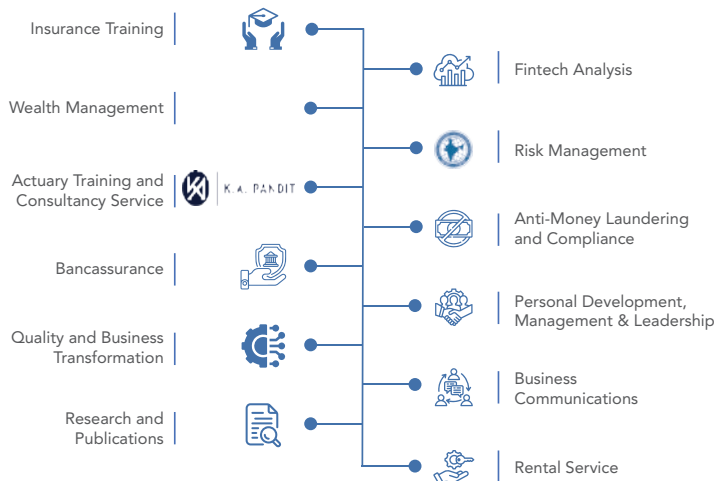 Insurance Training
Wealth Management
Actuary Training and
Consultancy Service
K.A. PANDIT
Bancassurance
Quality and Business
Transformation
Research and
Publications
Fintech Analysis
Risk Management
Anti-Money Laundering
and Compliance
Personal Development,
Management & Leadership
Business
Communications
Rental Service